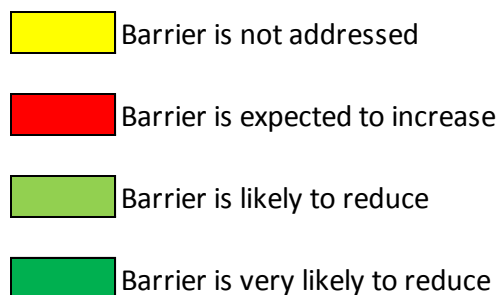 Barrier is not addressed
Barrier is expected to increase
Barrier is likely to reduce
Barrier is very likely to reduce